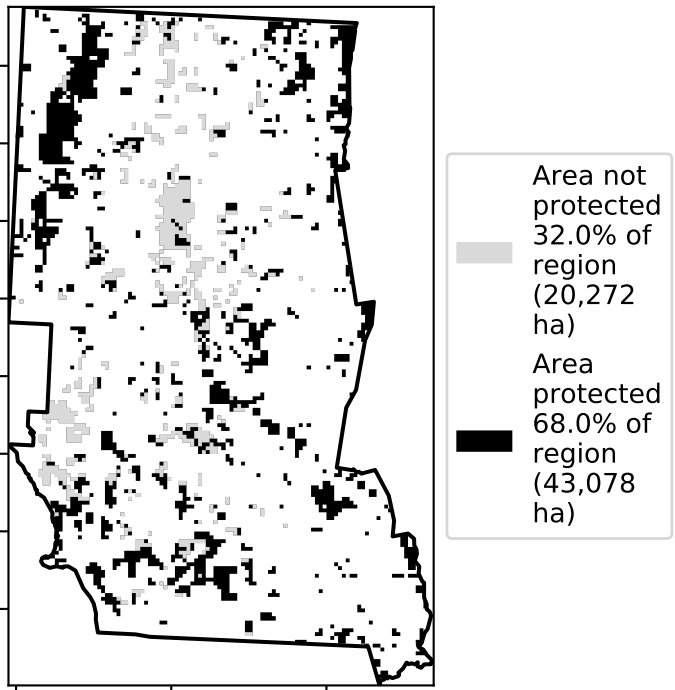 Area not
protected
32.0% of
region
(20,272
ha)
Area
protected
68.0% of
region
(43,078
ha)